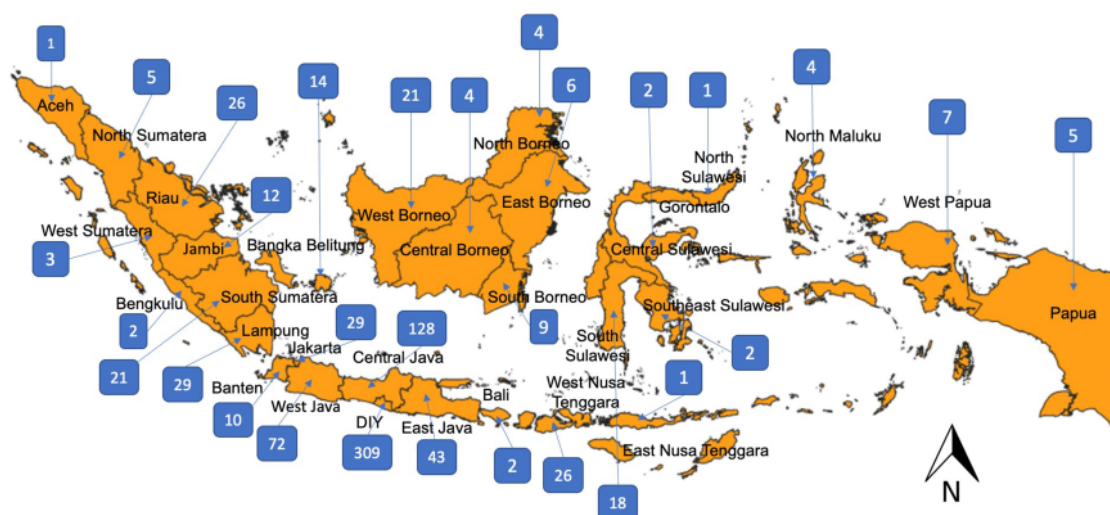 4
1
5
14
21
4
6
2
1
4
26
7
5
Aceh
North Sumatera
North Borneo
North Maluku
North
Sulawesi
Riau
12
West Borneo
East Borneo
Gorontalo
West Papua
West Sumatera
Jambi
Bangka Belitung
Central Borneo
Central Sulawesi
3
Bengkulu
South Sumatera
South Borneo
Southeast Sulawesi
Papua
2
Lampung
29
128
9
South
Sulawesi
2
Jakarta
Central Java
21
29
Banten
West Java
DIY
East Java
Bali
West Nusa
Tenggara
1
10
72
309
43
2
26
East Nusa Tenggara
18
N